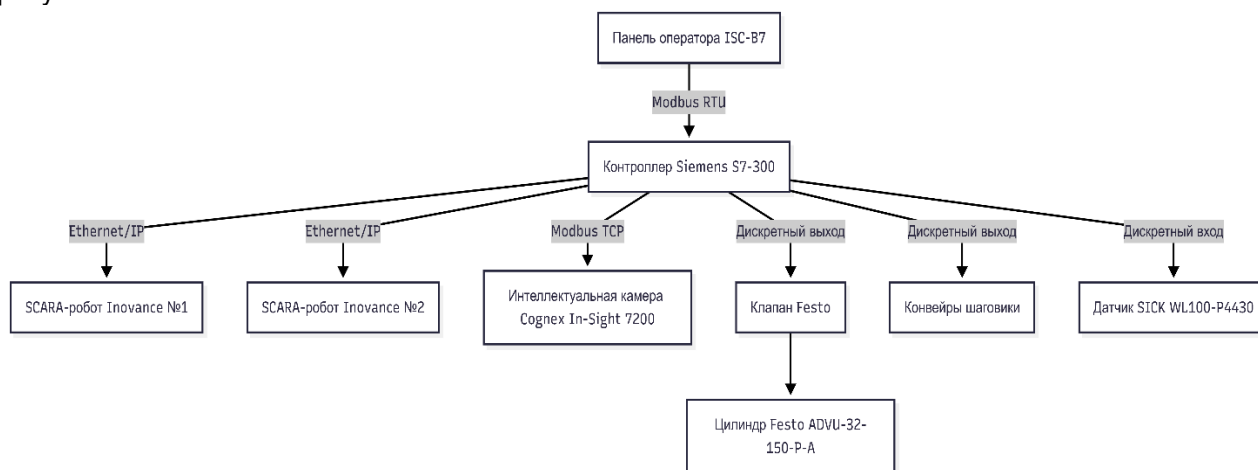 Панель оператора ISC-B7
Modbus RTU
Контроллер Siemens S7-300
Ethernet/IP
Ethernet/IP
Modbus TCP
Дискретный выход
Дискретный выход
Дискретный вход
SCARA-робот Inovance №1
SCARA-робот Inovance №2
Интеллектуальная камера
Cognex In-Sight 7200
Клапан Festo
Конвейры шаговики
Датчик SICK WL100-P4430
Цилиндр Festo ADVU-32-
150-P-A